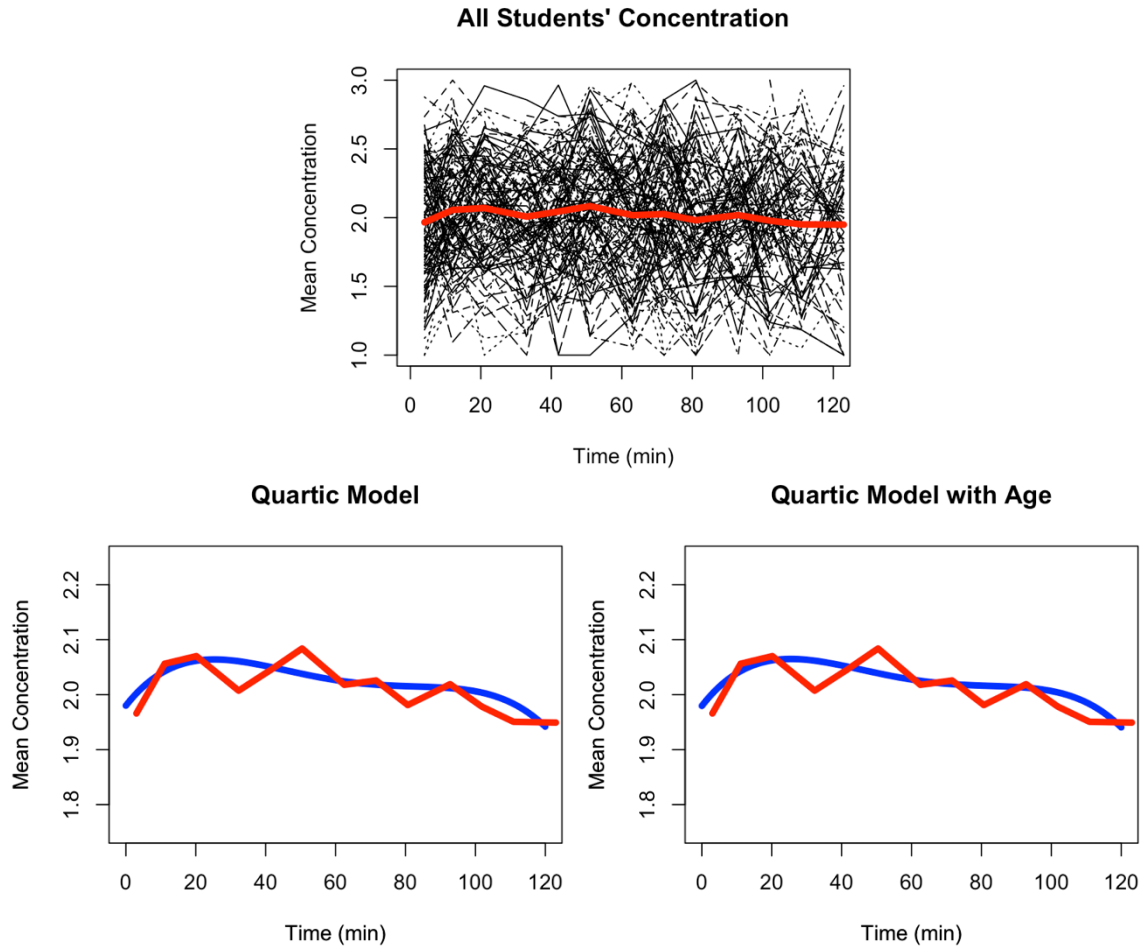 All Students' Concentration
Mean Concentration
3.0
2.5
2.0
1.5
1.0
0 20 40 60 80 100 120
Time (min)
Quartic Model
Mean Concentration
2.2
2.1
2.0
1.9
1.8
0 20 40 60 80 100 120
Time (min)
Quartic Model with Age
Mean Concentration
2.2
2.1
2.0
1.9
1.8
0 20 40 60 80 100 120
Time (min)